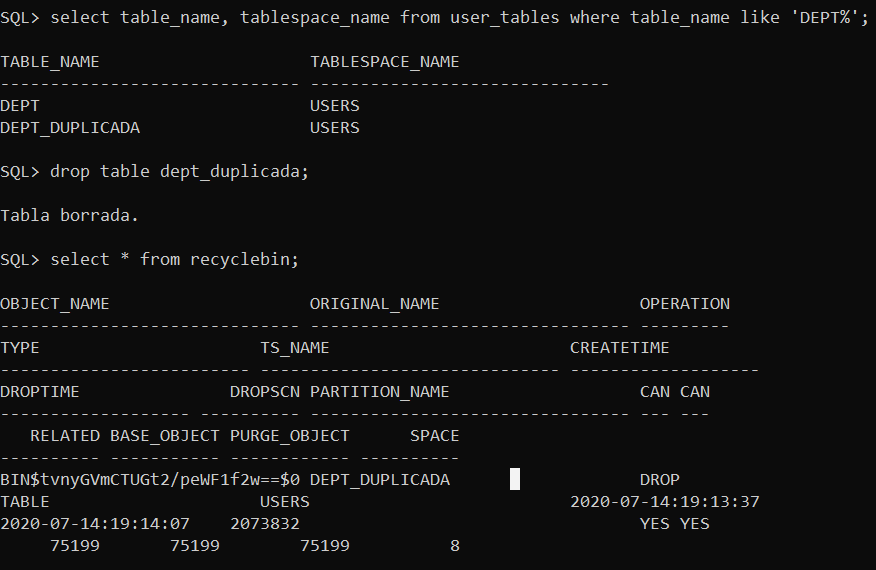 SQL> select table_name, tablespace_name from user_tables where table_name like 'DEPT%';
TABLE_NAME                     TABLESPACE_NAME
------------------------------ ------------------------------
DEPT                           USERS
DEPT_DUPLICADA                 USERS
SQL> drop table dept_duplicada;
Tabla borrada.
SQL> select * from recyclebin;
OBJECT_NAME                    ORIGINAL_NAME                    OPERATION
------------------------------ -------------------------------- ---------
TYPE                      TS_NAME                        CREATETIME
------------------------- ------------------------------ -------------------
DROPTIME               DROPSCN PARTITION_NAME                   CAN CAN
------------------- ---------- -------------------------------- --- ---
   RELATED BASE_OBJECT PURGE_OBJECT      SPACE
---------- ----------- ------------ ----------
BIN$tvnyGVmCTUGt2/peWF1f2w==$0 DEPT_DUPLICADA                   DROP
TABLE                     USERS                          2020-07-14:19:13:37
2020-07-14:19:14:07    2073832                                  YES YES
     75199       75199        75199          8